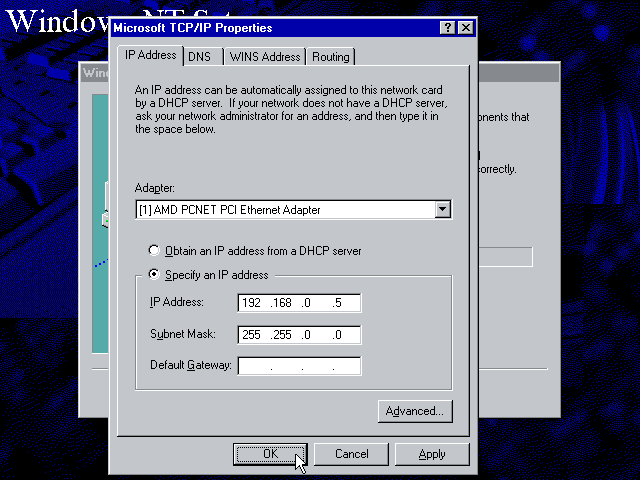 Windows NT Setup
Microsoft TCP/IP Properties
IP Address DNS WINS Address Routing
An IP address can be automatically assigned to this network card
by a DHCP server. If your network does not have a DHCP server,
ask your network administrator for an address, and then type it in
the space below.
Adapter:
[1] AMD PCNET PCI Ethernet Adapter
Obtain an IP address from a DHCP server
Specify an IP address
IP Address: 192 .168 .0 .5
Subnet Mask: 255 .255 .0 .0
Default Gateway: . . .
Advanced...
OK Cancel Apply
Wind
onents that
orrectly.